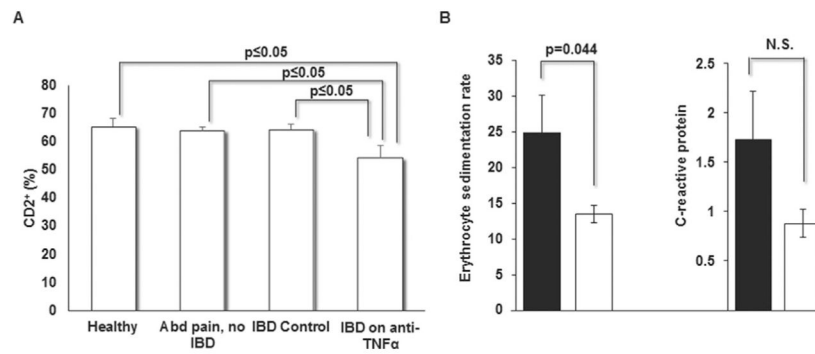 A
p≤0.05
p≤0.05
p≤0.05
CD2⁺ (%)
80
70
60
50
40
30
20
10
0
Healthy
Abd pain, no
IBD
IBD Control
IBD on anti-
TNFα
B
p=0.044
Erythrocyte sedimentation rate
40
35
30
25
20
15
10
5
0
N.S.
C-reactive protein
2.5
2
1.5
1
0.5